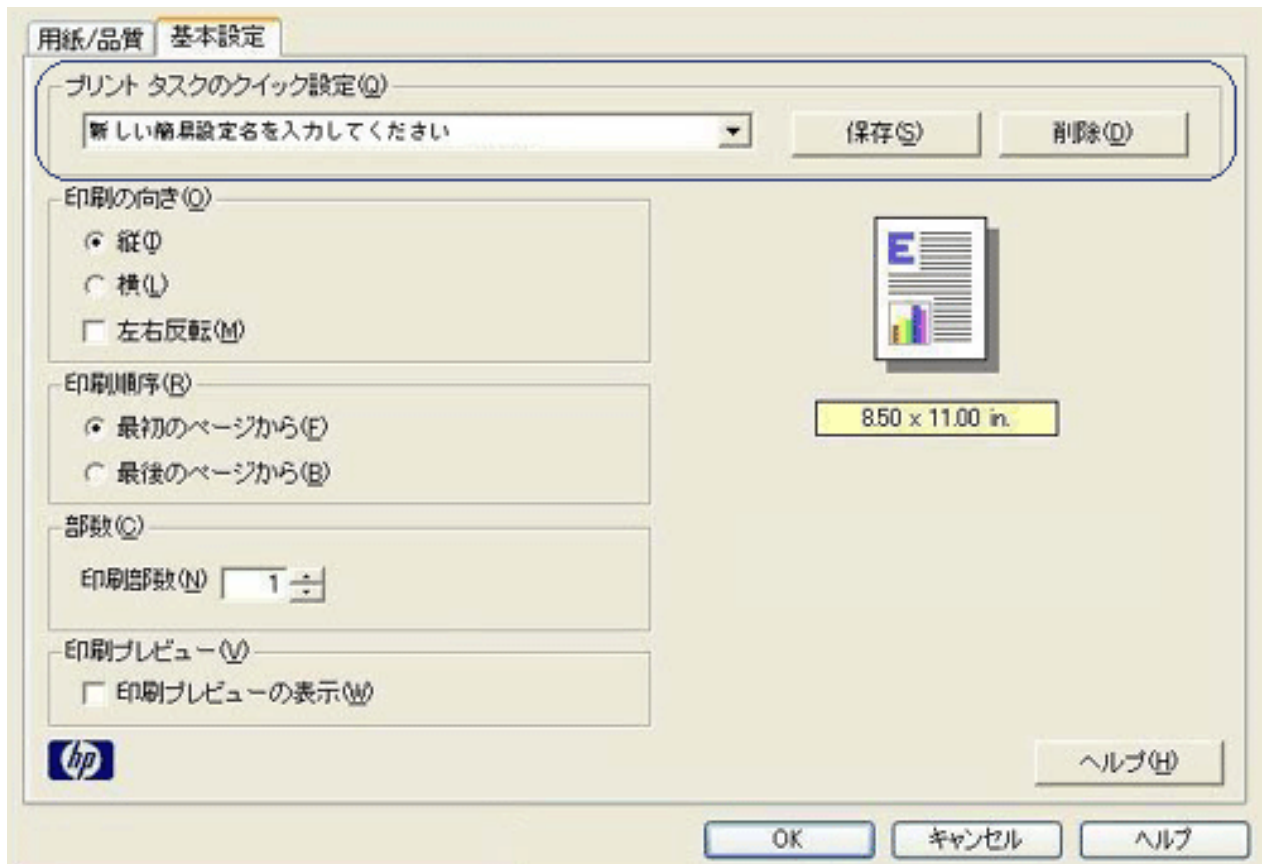 用紙/品質 基本設定
プリント タスクのクイック設定(Q)
新しい簡易設定名を入力してください 保存(S) 削除(D)
印刷の向き(O)
縦(T)
横(L)
左右反転(M)
E
印刷順序(R)
最初のページから(F)
8.50 x 11.00 in.
最後のページから(B)
部数(C)
印刷部数(N) 1
印刷プレビュー(V)
印刷プレビューの表示(W)
hp
ヘルプ(H)
OK キャンセル ヘルプ